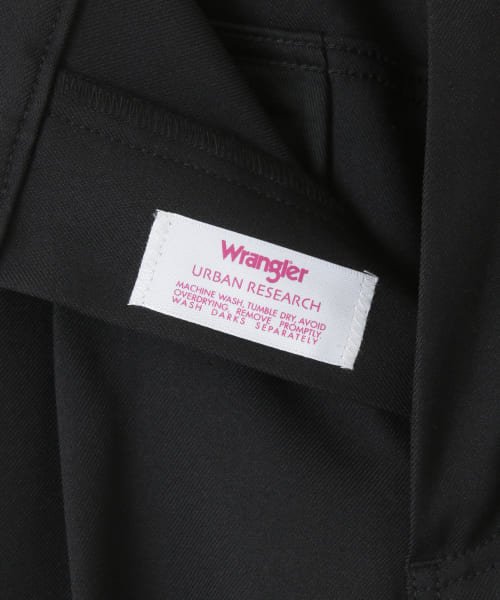 Wrangler
URBAN RESEARCH
MACHINE WASH, TUMBLE DRY, AVOID
OVERDRYING, REMOVE PROMPTLY
WASH DARKS SEPARATELY